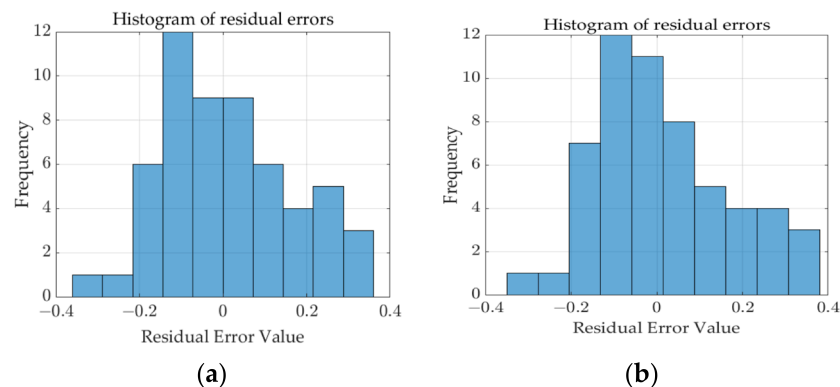 Histogram of residual errors
12
10
8
6
4
2
0
Frequency
−0.4 −0.2 0 0.2 0.4
Residual Error Value
(a)
Histogram of residual errors
12
10
8
6
4
2
0
Frequency
−0.4 −0.2 0 0.2 0.4
Residual Error Value
(b)